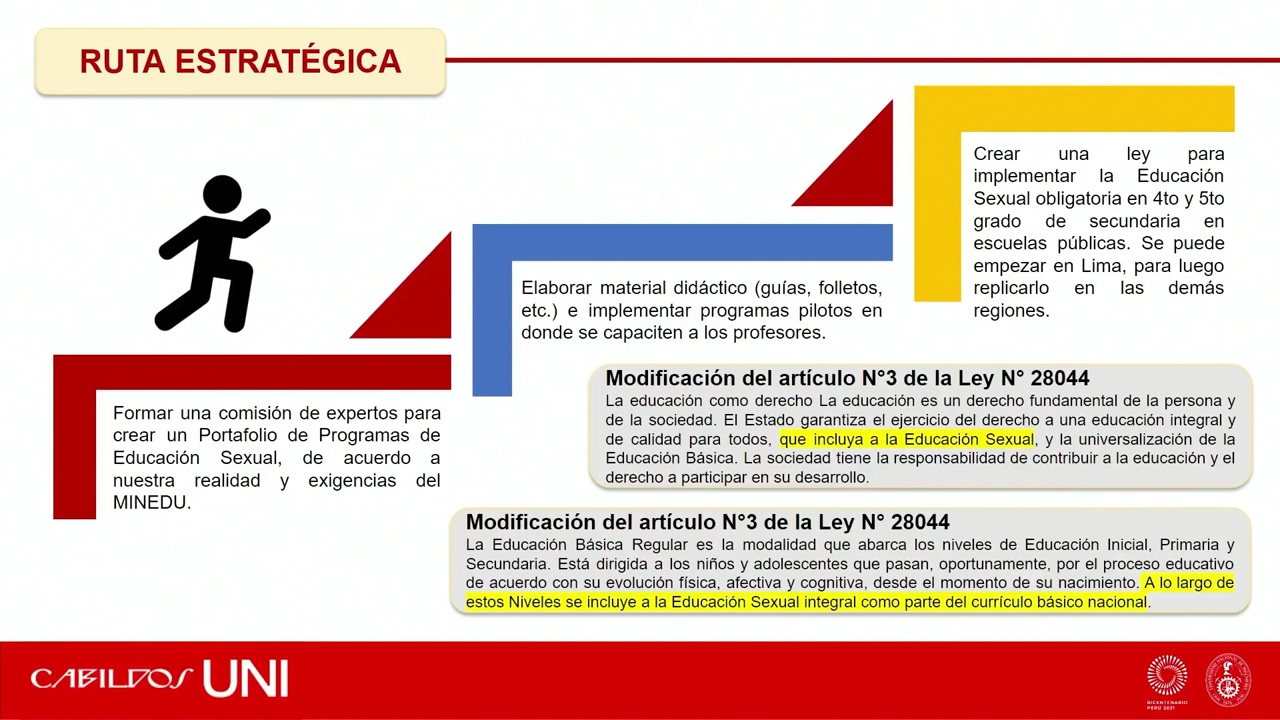 RUTA ESTRATÉGICA
Formar una comisión de expertos para
crear un Portafolio de Programas de
Educación Sexual, de acuerdo a
nuestra realidad y exigencias del
MINEDU.
Elaborar material didáctico (guías, folletos,
etc.) e implementar programas pilotos en
donde se capaciten a los profesores.
Crear una ley para
implementar la Educación
Sexual obligatoria en 4to y 5to
grado de secundaria en
escuelas públicas. Se puede
empezar en Lima, para luego
replicarlo en las demás
regiones.
Modificación del artículo N°3 de la Ley N° 28044
La educación como derecho La educación es un derecho fundamental de la persona y
de la sociedad. El Estado garantiza el ejercicio del derecho a una educación integral y
de calidad para todos, que incluya a la Educación Sexual, y la universalización de la
Educación Básica. La sociedad tiene la responsabilidad de contribuir a la educación y el
derecho a participar en su desarrollo.
Modificación del artículo N°3 de la Ley N° 28044
La Educación Básica Regular es la modalidad que abarca los niveles de Educación Inicial, Primaria y
Secundaria. Está dirigida a los niños y adolescentes que pasan, oportunamente, por el proceso educativo
de acuerdo con su evolución física, afectiva y cognitiva, desde el momento de su nacimiento. A lo largo de
estos Niveles se incluye a la Educación Sexual integral como parte del currículo básico nacional.
CABILDOS UNI
BICENTENARIO
PERÚ 2021